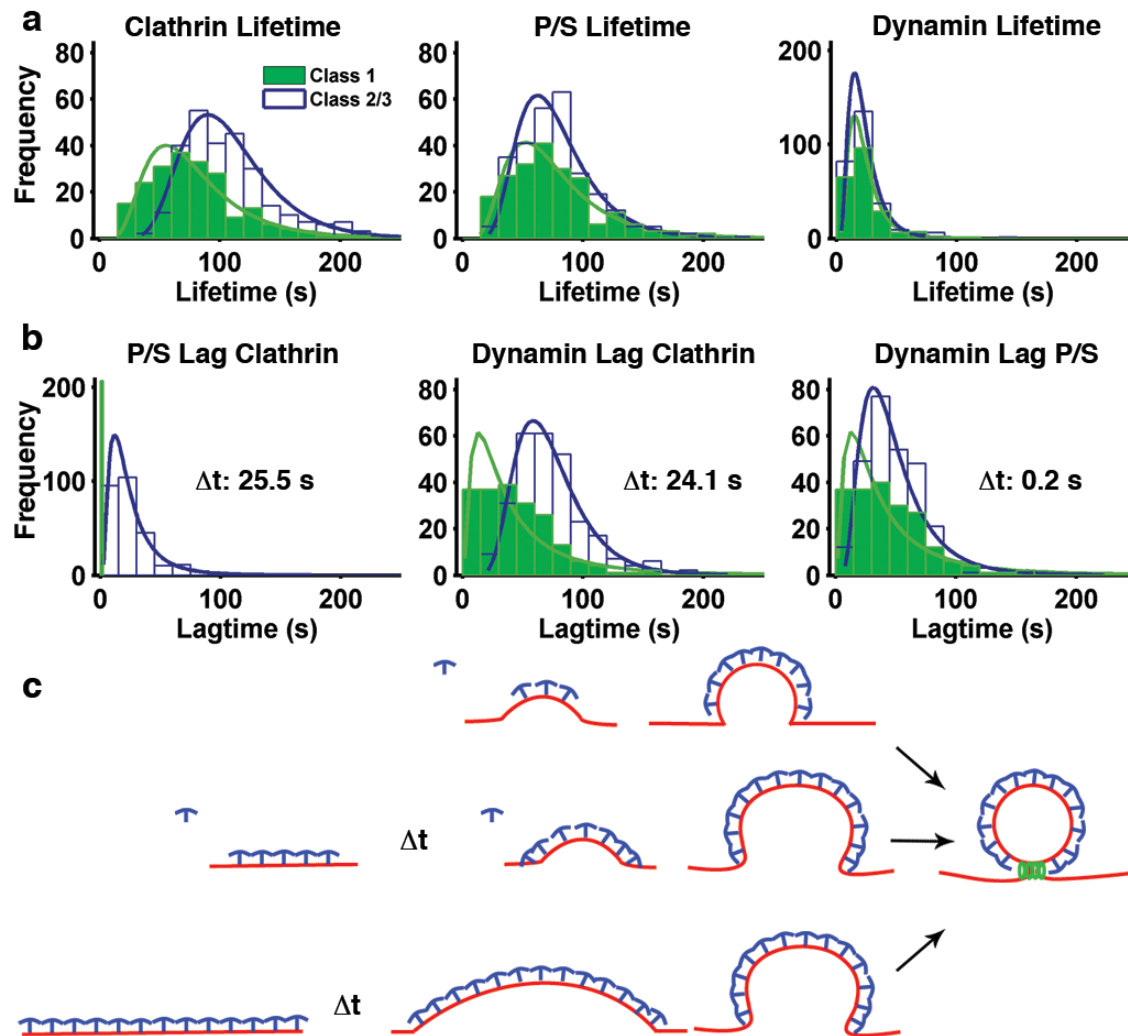 a
Clathrin Lifetime
P/S Lifetime
Dynamin Lifetime
Frequency
80
60
40
20
0
0
100
200
Lifetime (s)
Class 1
Class 2/3
80
60
40
20
0
0
100
200
Lifetime (s)
200
100
0
0
100
200
Lifetime (s)
b
P/S Lag Clathrin
Dynamin Lag Clathrin
Dynamin Lag P/S
Frequency
200
100
0
0
100
200
Lagtime (s)
Δt: 25.5 s
80
60
40
20
0
0
100
200
Lagtime (s)
Δt: 24.1 s
80
60
40
20
0
0
100
200
Lagtime (s)
Δt: 0.2 s
c
Δt
Δt